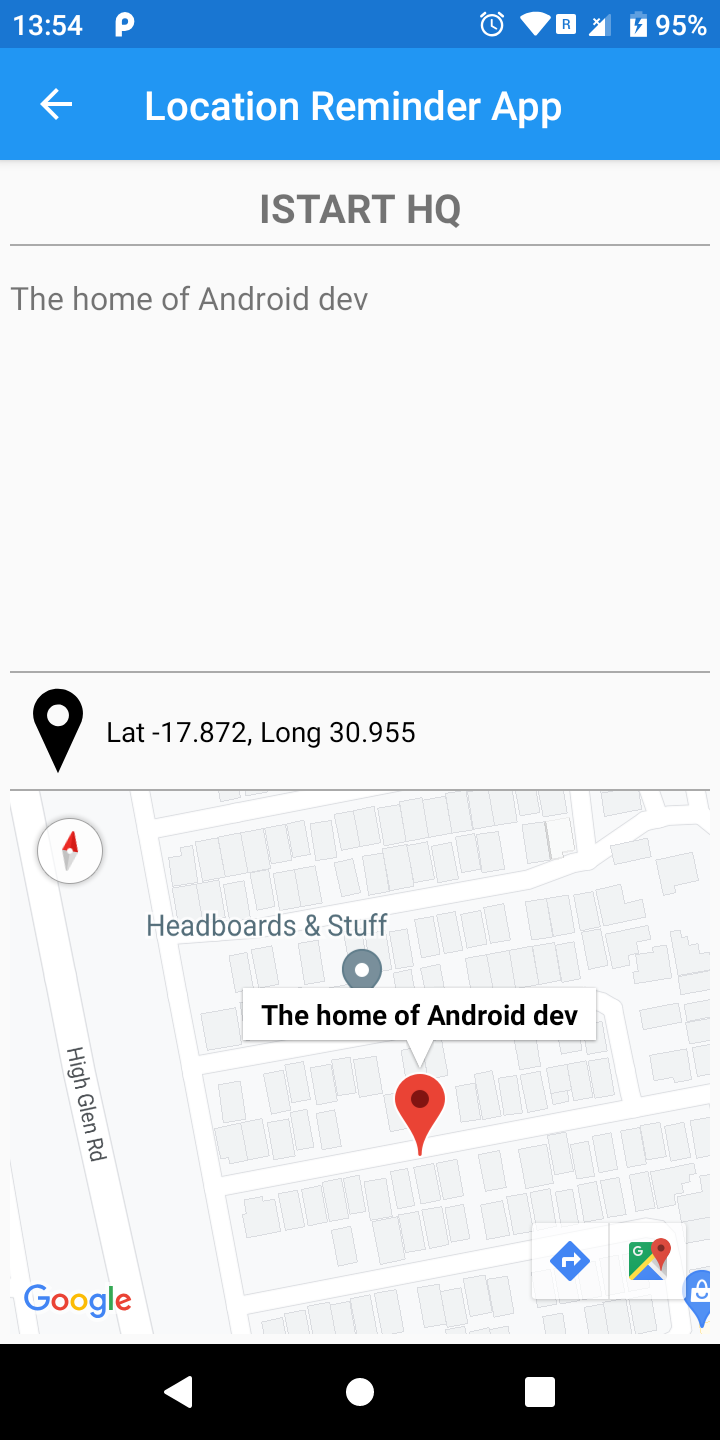 13:54
R
95%
Location Reminder App
ISTART HQ
The home of Android dev
Lat -17.872, Long 30.955
Headboards & Stuff
The home of Android dev
High Glen Rd
G
Google